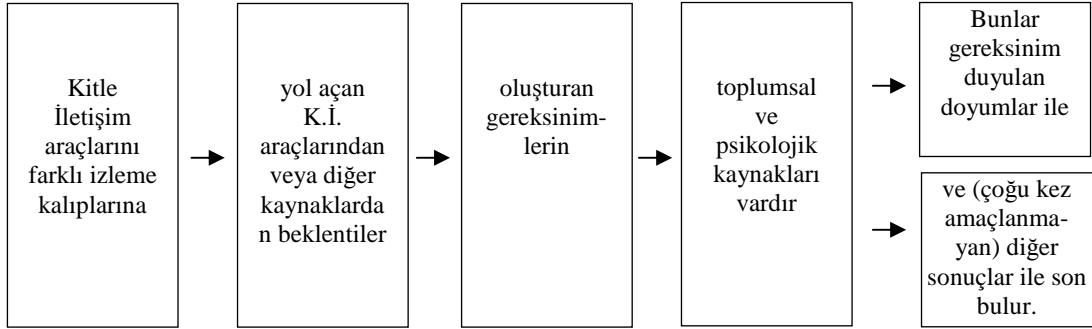 Kitle
İletişim
araçlarını
farklı izleme
kalıplarına
yol açan
K.İ.
araçlarından
veya diğer
kaynaklarda
n beklentiler
oluşturan
gereksinim-
lerin
toplumsal
ve
psikolojik
kaynakları
vardır
Bunlar
gereksinim
duyulan
doyumlar ile
ve (çoğu kez
amaçlanma-
yan) diğer
sonuçlar ile son
bulur.